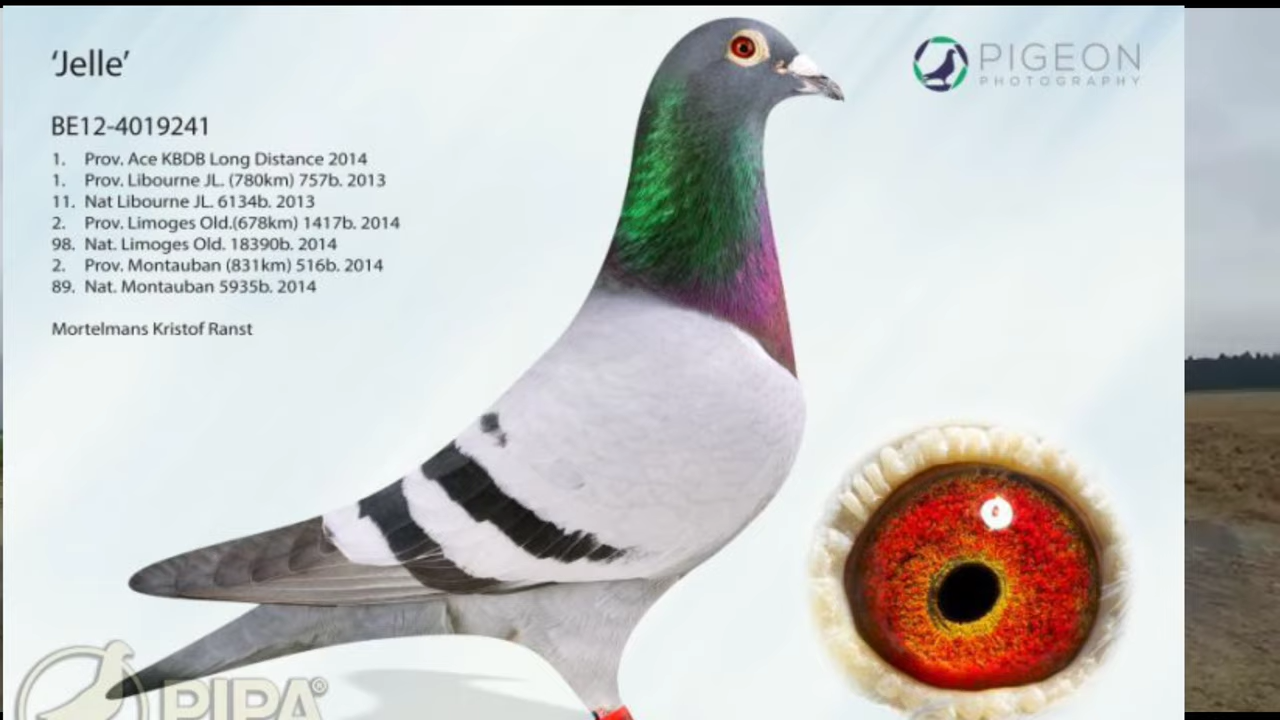 'Jelle'
BE12-4019241
1. Prov. Ace KBDB Long Distance 2014
1. Prov. Libourne JL. (780km) 757b. 2013
11. Nat Libourne JL. 6134b. 2013
2. Prov. Limoges Old.(678km) 1417b. 2014
98. Nat. Limoges Old. 18390b. 2014
2. Prov. Montauban (831km) 516b. 2014
89. Nat. Montauban 5935b. 2014
Mortelmans Kristof Ranst
PIGEON
PHOTOGRAPHY
PIPA®